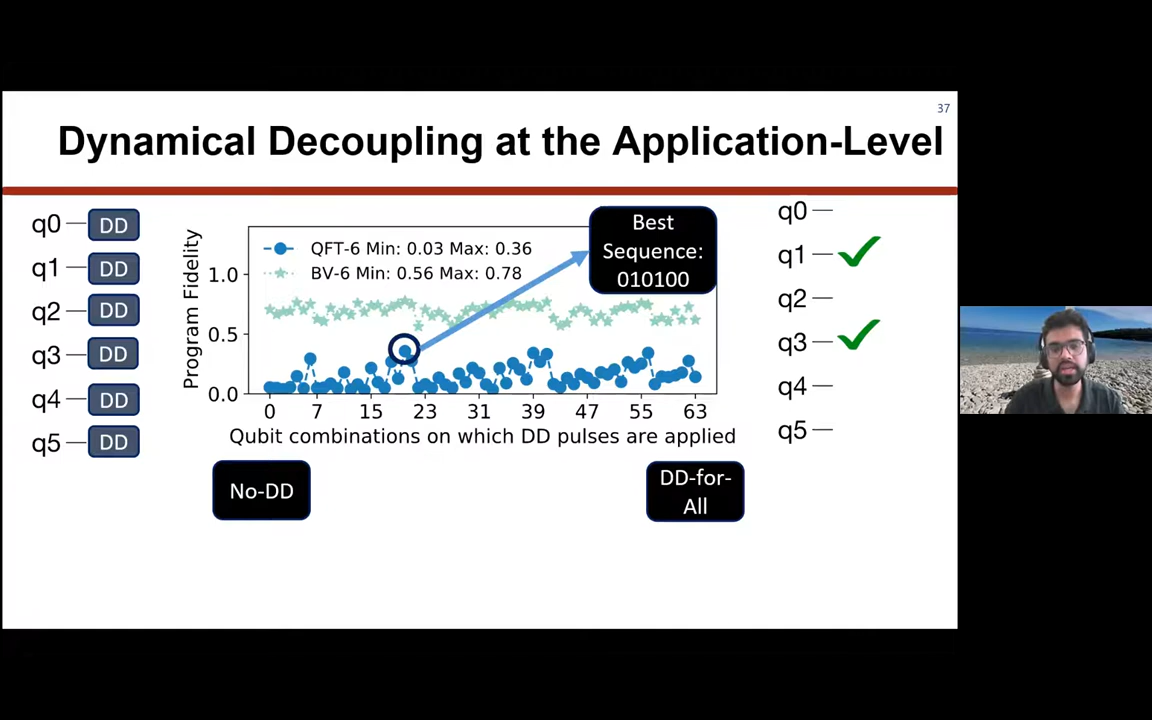 37
Dynamical Decoupling at the Application-Level
q0 DD
q1 DD
q2 DD
q3 DD
q4 DD
q5 DD
Program Fidelity
1.0
0.5
0.0
QFT-6 Min: 0.03 Max: 0.36
BV-6 Min: 0.56 Max: 0.78
0 7 15 23 31 39 47 55 63
Qubit combinations on which DD pulses are applied
Best
Sequence:
010100
No-DD
DD-for-
All
q0
q1
q2
q3
q4
q5